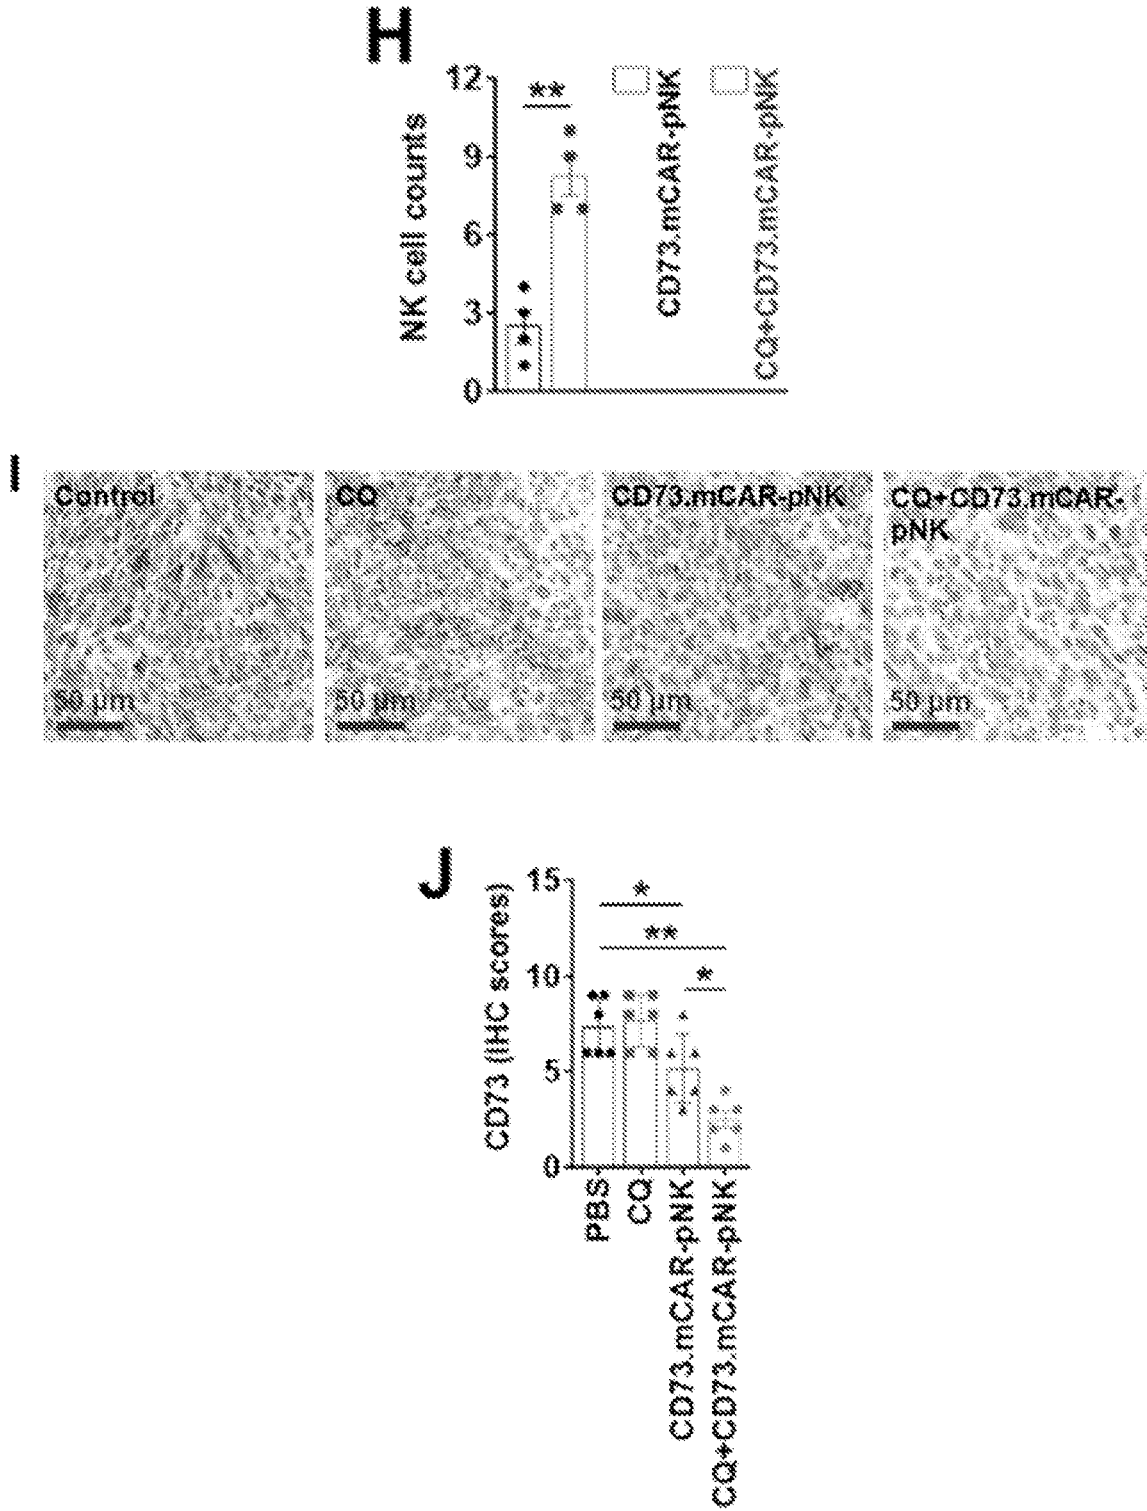 H
NK cell counts
12
9
6
3
0
**
CD73.mCAR-pNK
CQ+CD73.mCAR-pNK
I
Control
CQ
CD73.mCAR-pNK
CQ+CD73.mCAR-
pNK
50 µm
50 µm
50 µm
50 µm
J
CD73 (IHC scores)
15
10
5
0
*
**
*
PBS
CQ
CD73.mCAR-pNK
CQ+CD73.mCAR-pNK